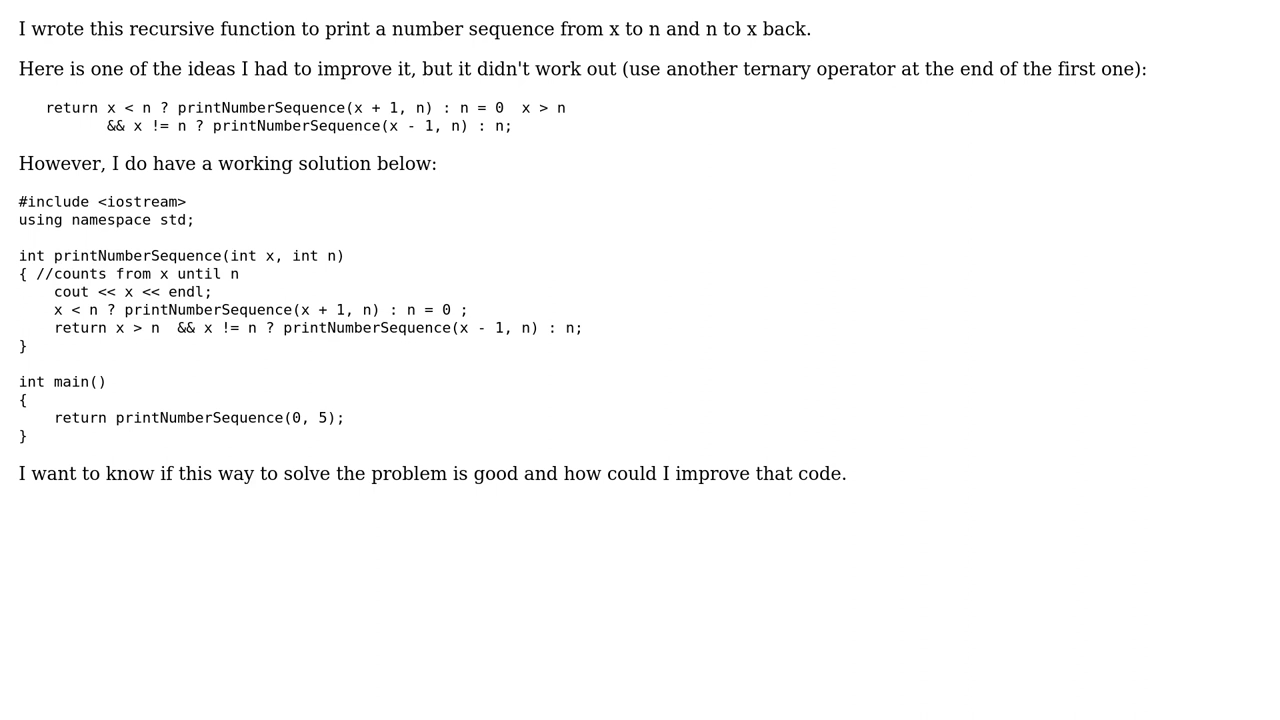 I wrote this recursive function to print a number sequence from x to n and n to x back.
Here is one of the ideas I had to improve it, but it didn't work out (use another ternary operator at the end of the first one):
return x < n ? printNumberSequence(x + 1, n) : n = 0  x > n
&& x != n ? printNumberSequence(x - 1, n) : n;
However, I do have a working solution below:
#include <iostream>
using namespace std;
int printNumberSequence(int x, int n)
{ //counts from x until n
cout << x << endl;
x < n ? printNumberSequence(x + 1, n) : n = 0 ;
return x > n  && x != n ? printNumberSequence(x - 1, n) : n;
}
int main()
{
return printNumberSequence(0, 5);
}
I want to know if this way to solve the problem is good and how could I improve that code.